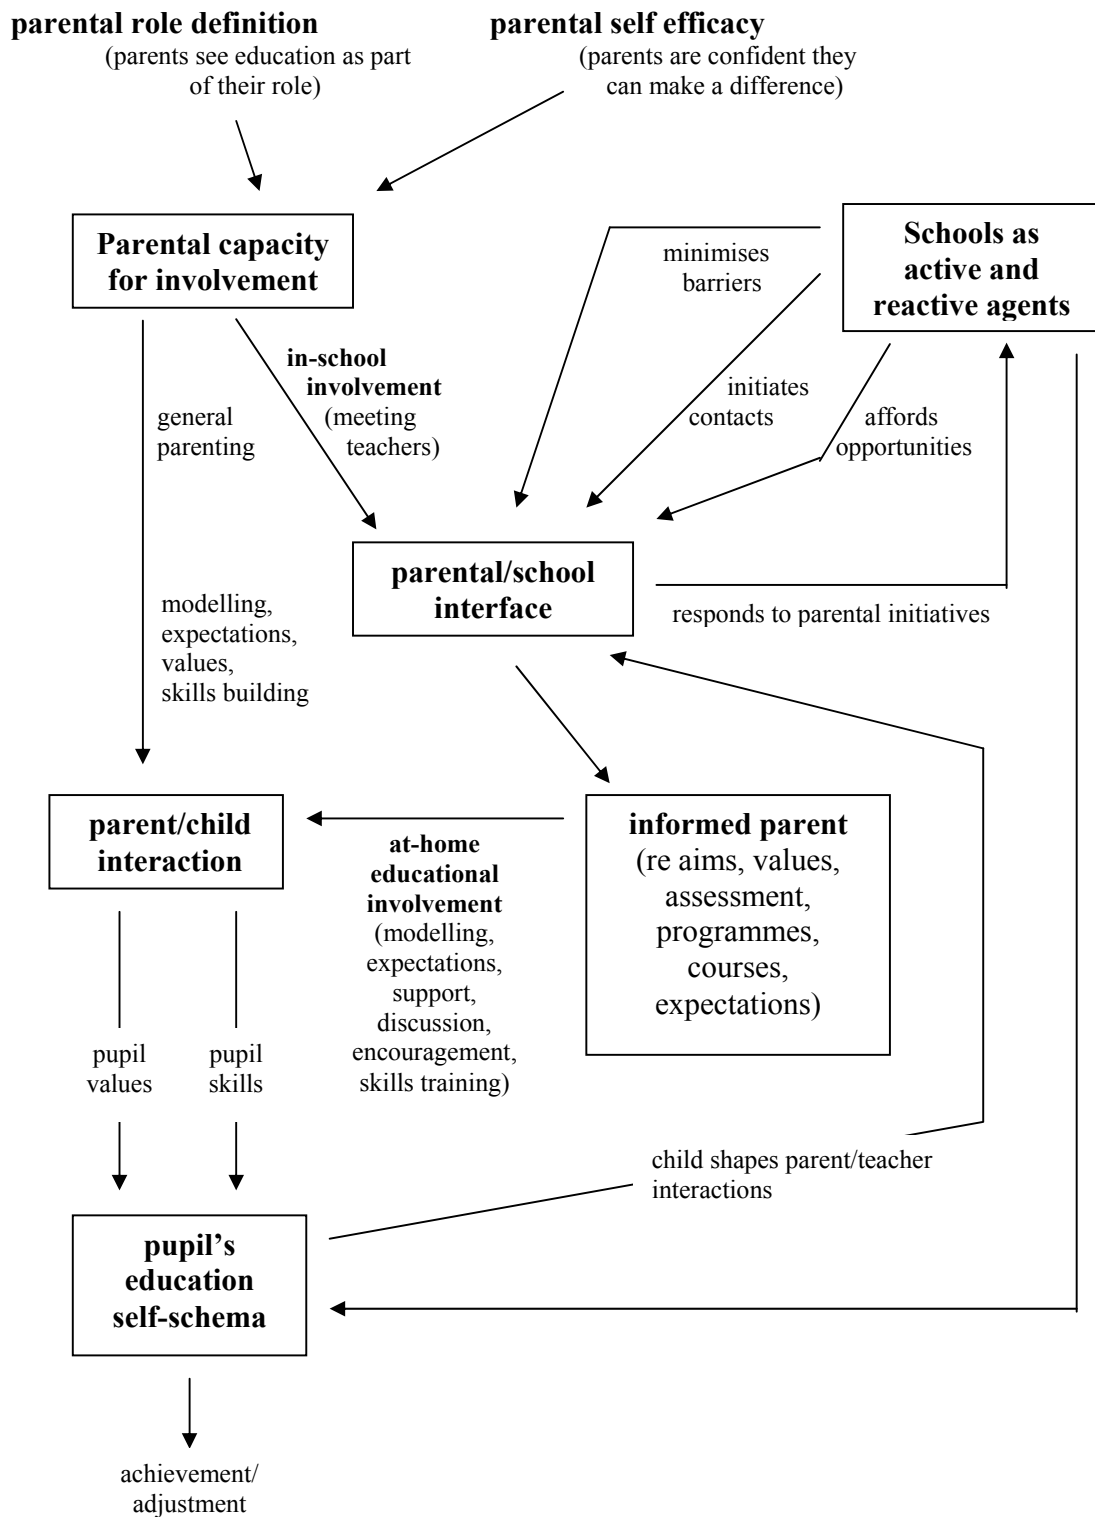 parental role definition
(parents see education as part
of their role)
parental self efficacy
(parents are confident they
can make a difference)
Parental capacity
for involvement
Schools as
active and
reactive agents
minimises
barriers
in-school
involvement
(meeting
teachers)
general
parenting
initiates
contacts
affords
opportunities
parental/school
interface
responds to parental initiatives
modelling,
expectations,
values,
skills building
parent/child
interaction
at-home
educational
involvement
(modelling,
expectations,
support,
discussion,
encouragement,
skills training)
informed parent
(re aims, values,
assessment,
programmes,
courses,
expectations)
pupil
values
pupil
skills
child shapes parent/teacher
interactions
pupil’s
education
self-schema
achievement/
adjustment